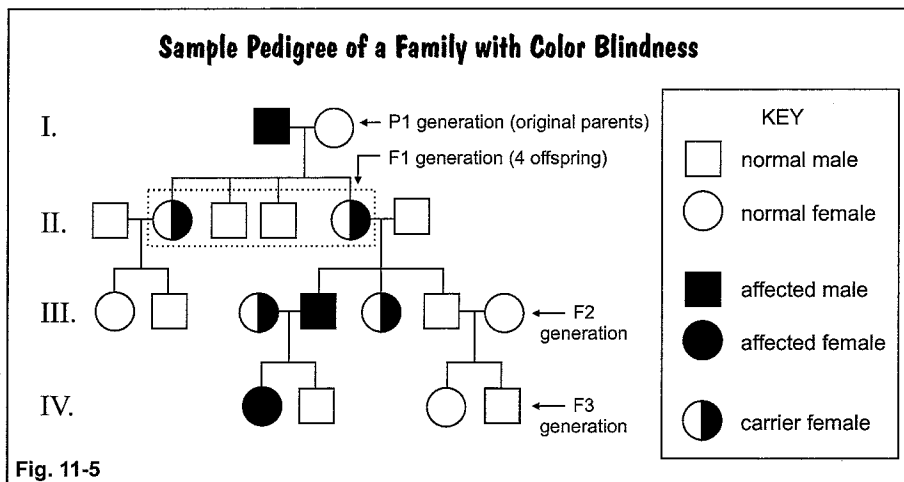 Sample Pedigree of a Family with Color Blindness
I.
P1 generation (original parents)
F1 generation (4 offspring)
II.
III.
F2
generation
IV.
F3
generation
KEY
normal male
normal female
affected male
affected female
carrier female
Fig. 11-5